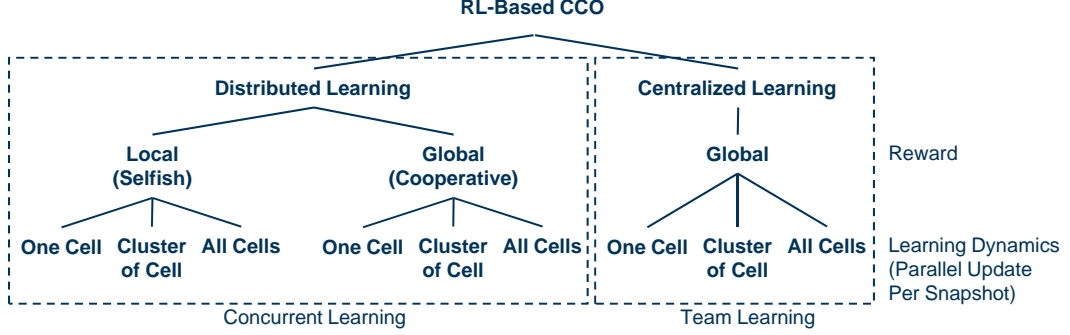 RL-Based CCO
Distributed Learning
Centralized Learning
Local
(Selfish)
Global
(Cooperative)
Global
Reward
One Cell
Cluster
of Cell
All Cells
One Cell
Cluster
of Cell
All Cells
One Cell
Cluster
of Cell
All Cells
Learning Dynamics
(Parallel Update
Per Snapshot)
Concurrent Learning
Team Learning